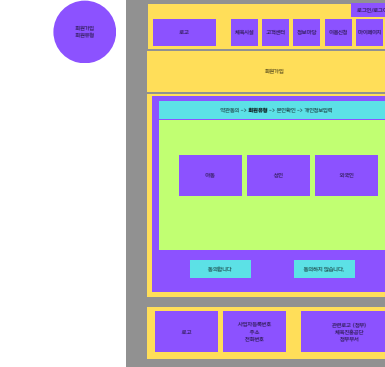 회원가입
회원유형
로그인/로그아
로고
체육시설
고객센터
정보마당
이용신청
마이페이지
회원가입
약관동의 -> 회원유형 -> 본인확인 -> 개인정보입력
아동
성인
외국인
동의합니다
동의하지 않습니다.
로고
사업자등록번호
주소
전화번호
관련로고 (정부)
체육진흥공단
정부부서